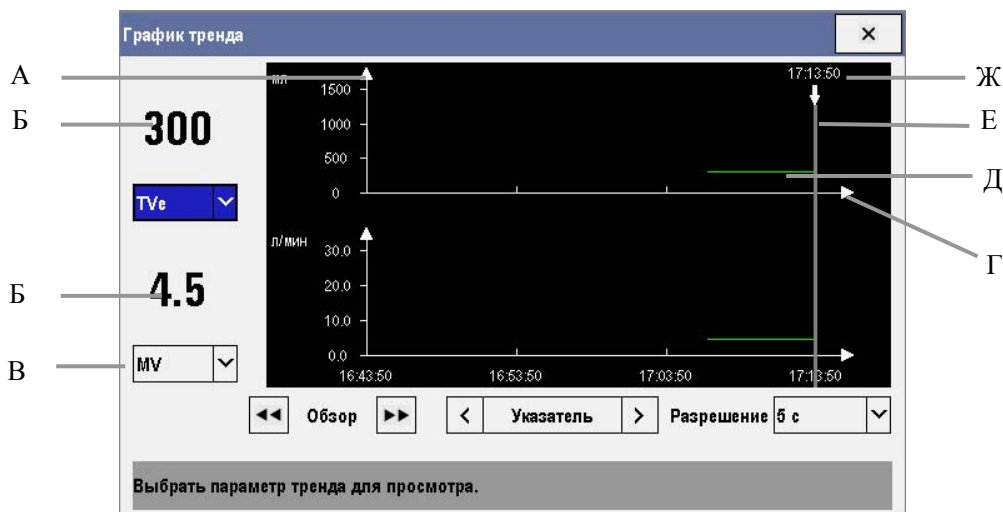 График тренда
×
А
мл
17:13:50
Ж
1500
Б
300
1000
Е
500
Д
TVe
0
л/мин
Г
30.0
Б
4.5
20.0
10.0
В
MV
0.0
16:43:50 16:53:50 17:03:50 17:13:50
Обзор < Указатель > Разрешение 5 с
Выбрать параметр тренда для просмотра.